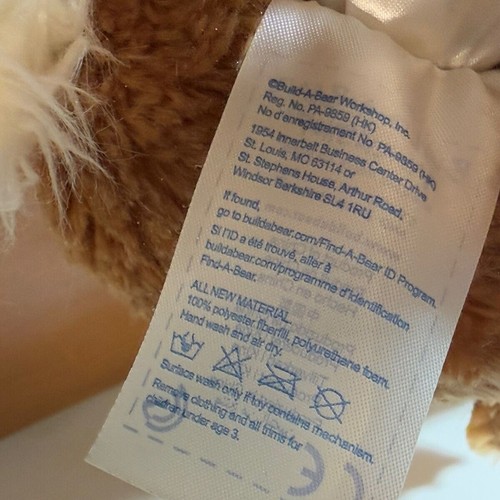 ©Build-A-Bear Workshop, Inc.
Reg. No. PA-9859 (HK)
No d'enregistrement No. PA-9859 (HK)
1954 Innerbelt Business Center Drive
St. Louis, MO 63114 or
St. Stephens House, Arthur Road,
Windsor Berkshire SL4 1RU
If found,
go to buildabear.com/Find-A-Bear ID Program.
Si l'ID a été trouvé, aller à
buildabear.com/programme d'identification
Find-A-Bear.
ALL NEW MATERIAL
100% polyester fiberfill, polyurethane foam.
Hand wash and air dry.
Surface wash only if toy contains mechanism.
Remove clothing and all trims for
children under age 3.
CE